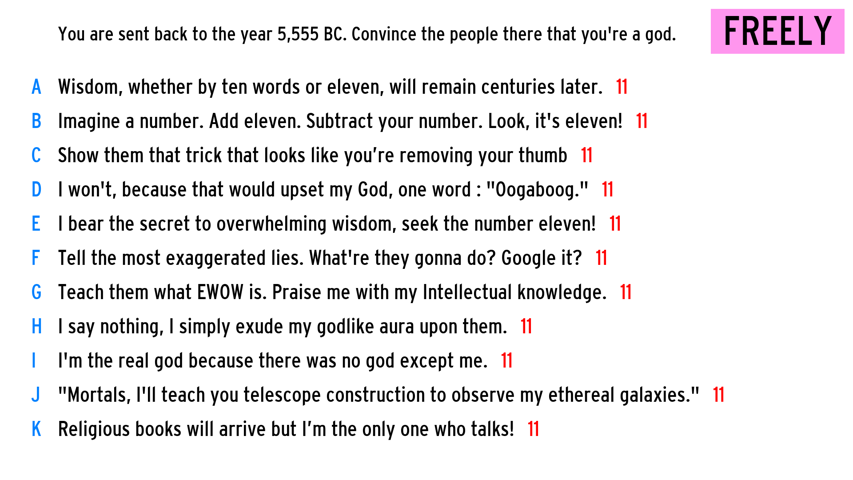 You are sent back to the year 5,555 BC. Convince the people there that you're a god.
FREELY
A Wisdom, whether by ten words or eleven, will remain centuries later. 11
B Imagine a number. Add eleven. Subtract your number. Look, it's eleven! 11
C Show them that trick that looks like you’re removing your thumb 11
D I won't, because that would upset my God, one word : "Oogaboog." 11
E I bear the secret to overwhelming wisdom, seek the number eleven! 11
F Tell the most exaggerated lies. What're they gonna do? Google it? 11
G Teach them what EWOW is. Praise me with my Intellectual knowledge. 11
H I say nothing, I simply exude my godlike aura upon them. 11
I I'm the real god because there was no god except me. 11
J "Mortals, I'll teach you telescope construction to observe my ethereal galaxies." 11
K Religious books will arrive but I’m the only one who talks! 11